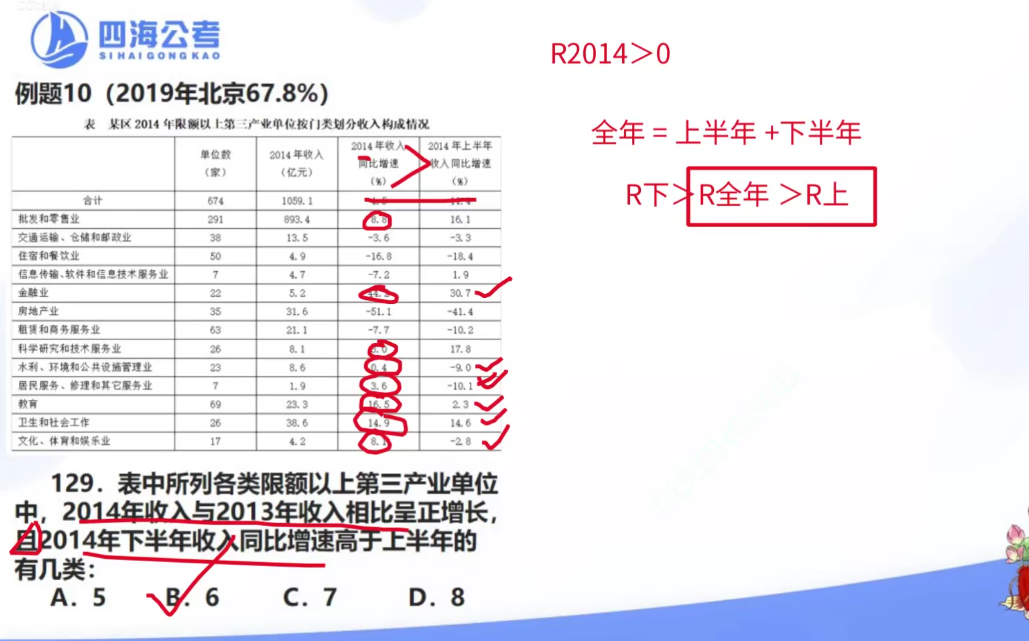 四海公考
SIHAIGONGKAO
R2014＞0
例题10（2019年北京67.8%）
全年 = 上半年 +下半年
R下＞R全年 ＞R上
表 某区 2014 年限额以上第三产业单位按门类划分收入构成情况
单位数（家） 2014 年收入（亿元） 2014 年收入同比增速（%） 2014 年上半年收入同比增速（%）
合计 674 1059.1
批发和零售业 291 893.4 8.8 16.1
交通运输、仓储和邮政业 38 13.5 -3.6 -3.3
住宿和餐饮业 50 4.9 -16.8 -18.4
信息传输、软件和信息技术服务业 7 4.7 -7.2 1.9
金融业 22 5.2 30.7
房地产业 35 31.6 -51.1 -41.4
租赁和商务服务业 63 21.1 -7.7 -10.2
科学研究和技术服务业 26 8.1 17.8
水利、环境和公共设施管理业 23 8.6 0.4 -9.0
居民服务、修理和其它服务业 7 1.9 3.6 -10.1
教育 69 23.3 16.5 2.3
卫生和社会工作 26 38.6 14.9 14.6
文化、体育和娱乐业 17 4.2 8.1 -2.8
129．表中所列各类限额以上第三产业单位
中，2014年收入与2013年收入相比呈正增长，
且2014年下半年收入同比增速高于上半年的
有几类：
A．5 B．6 C．7 D．8